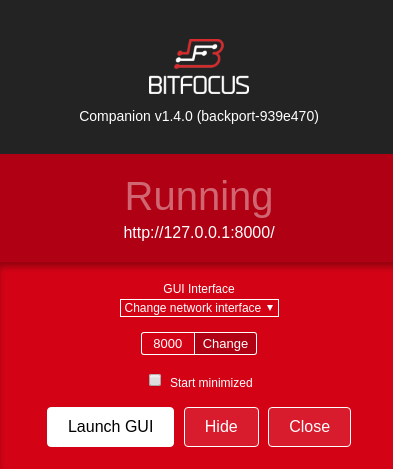 BITFOCUS
Companion v1.4.0 (backport-939e470)
Running
http://127.0.0.1:8000/
GUI Interface
Change network interface
8000 Change
Start minimized
Launch GUI Hide Close